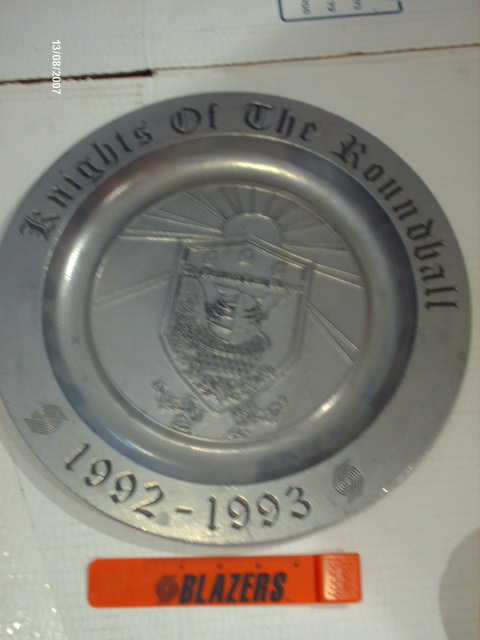 13/08/2007
Knights Of The Roundball
1992-1993
BLAZERS